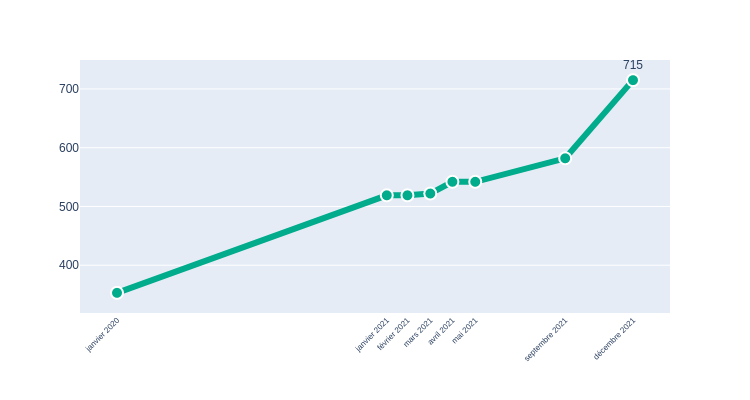 715
700
600
500
400
janvier 2020
janvier 2021
février 2021
mars 2021
avril 2021
mai 2021
septembre 2021
décembre 2021